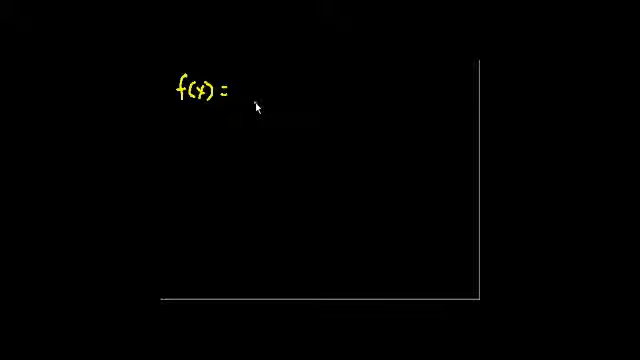 f(x) =